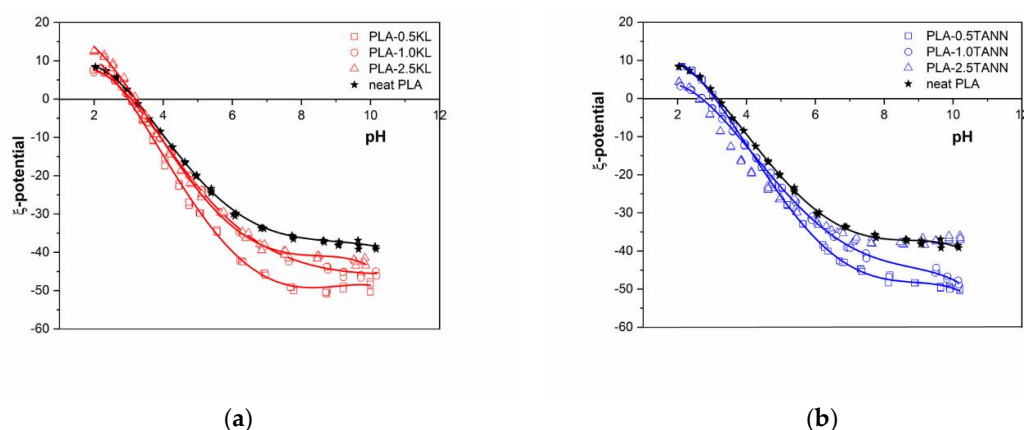 20
10
0
-10
-20
-30
-40
-50
-60
ξ-potential
2 4 6 8 10 12
pH
PLA-0.5KL
PLA-1.0KL
PLA-2.5KL
neat PLA
(a)
20
10
0
-10
-20
-30
-40
-50
-60
ξ-potential
2 4 6 8 10 12
pH
PLA-0.5TANN
PLA-1.0TANN
PLA-2.5TANN
neat PLA
(b)